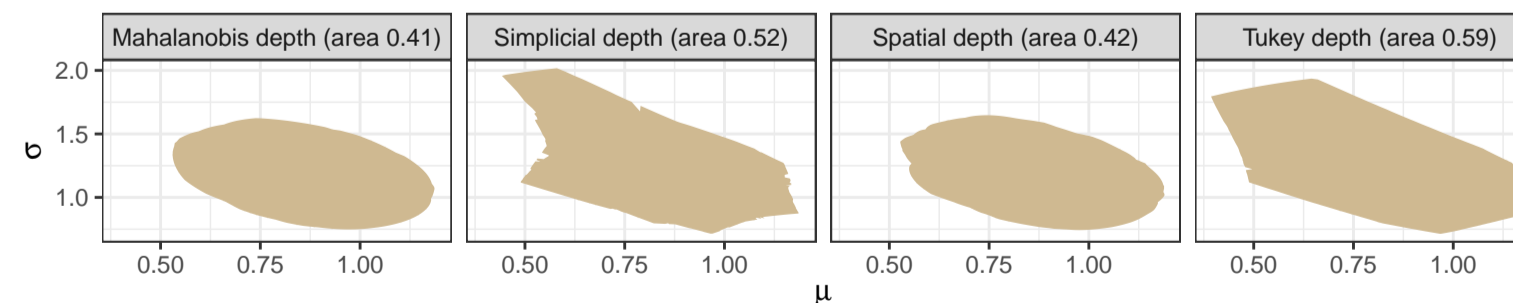 Mahalanobis depth (area 0.41) Simplicial depth (area 0.52) Spatial depth (area 0.42) Tukey depth (area 0.59)
2.0
1.5
1.0
σ
0.50 0.75 1.00 0.50 0.75 1.00 0.50 0.75 1.00 0.50 0.75 1.00
μ